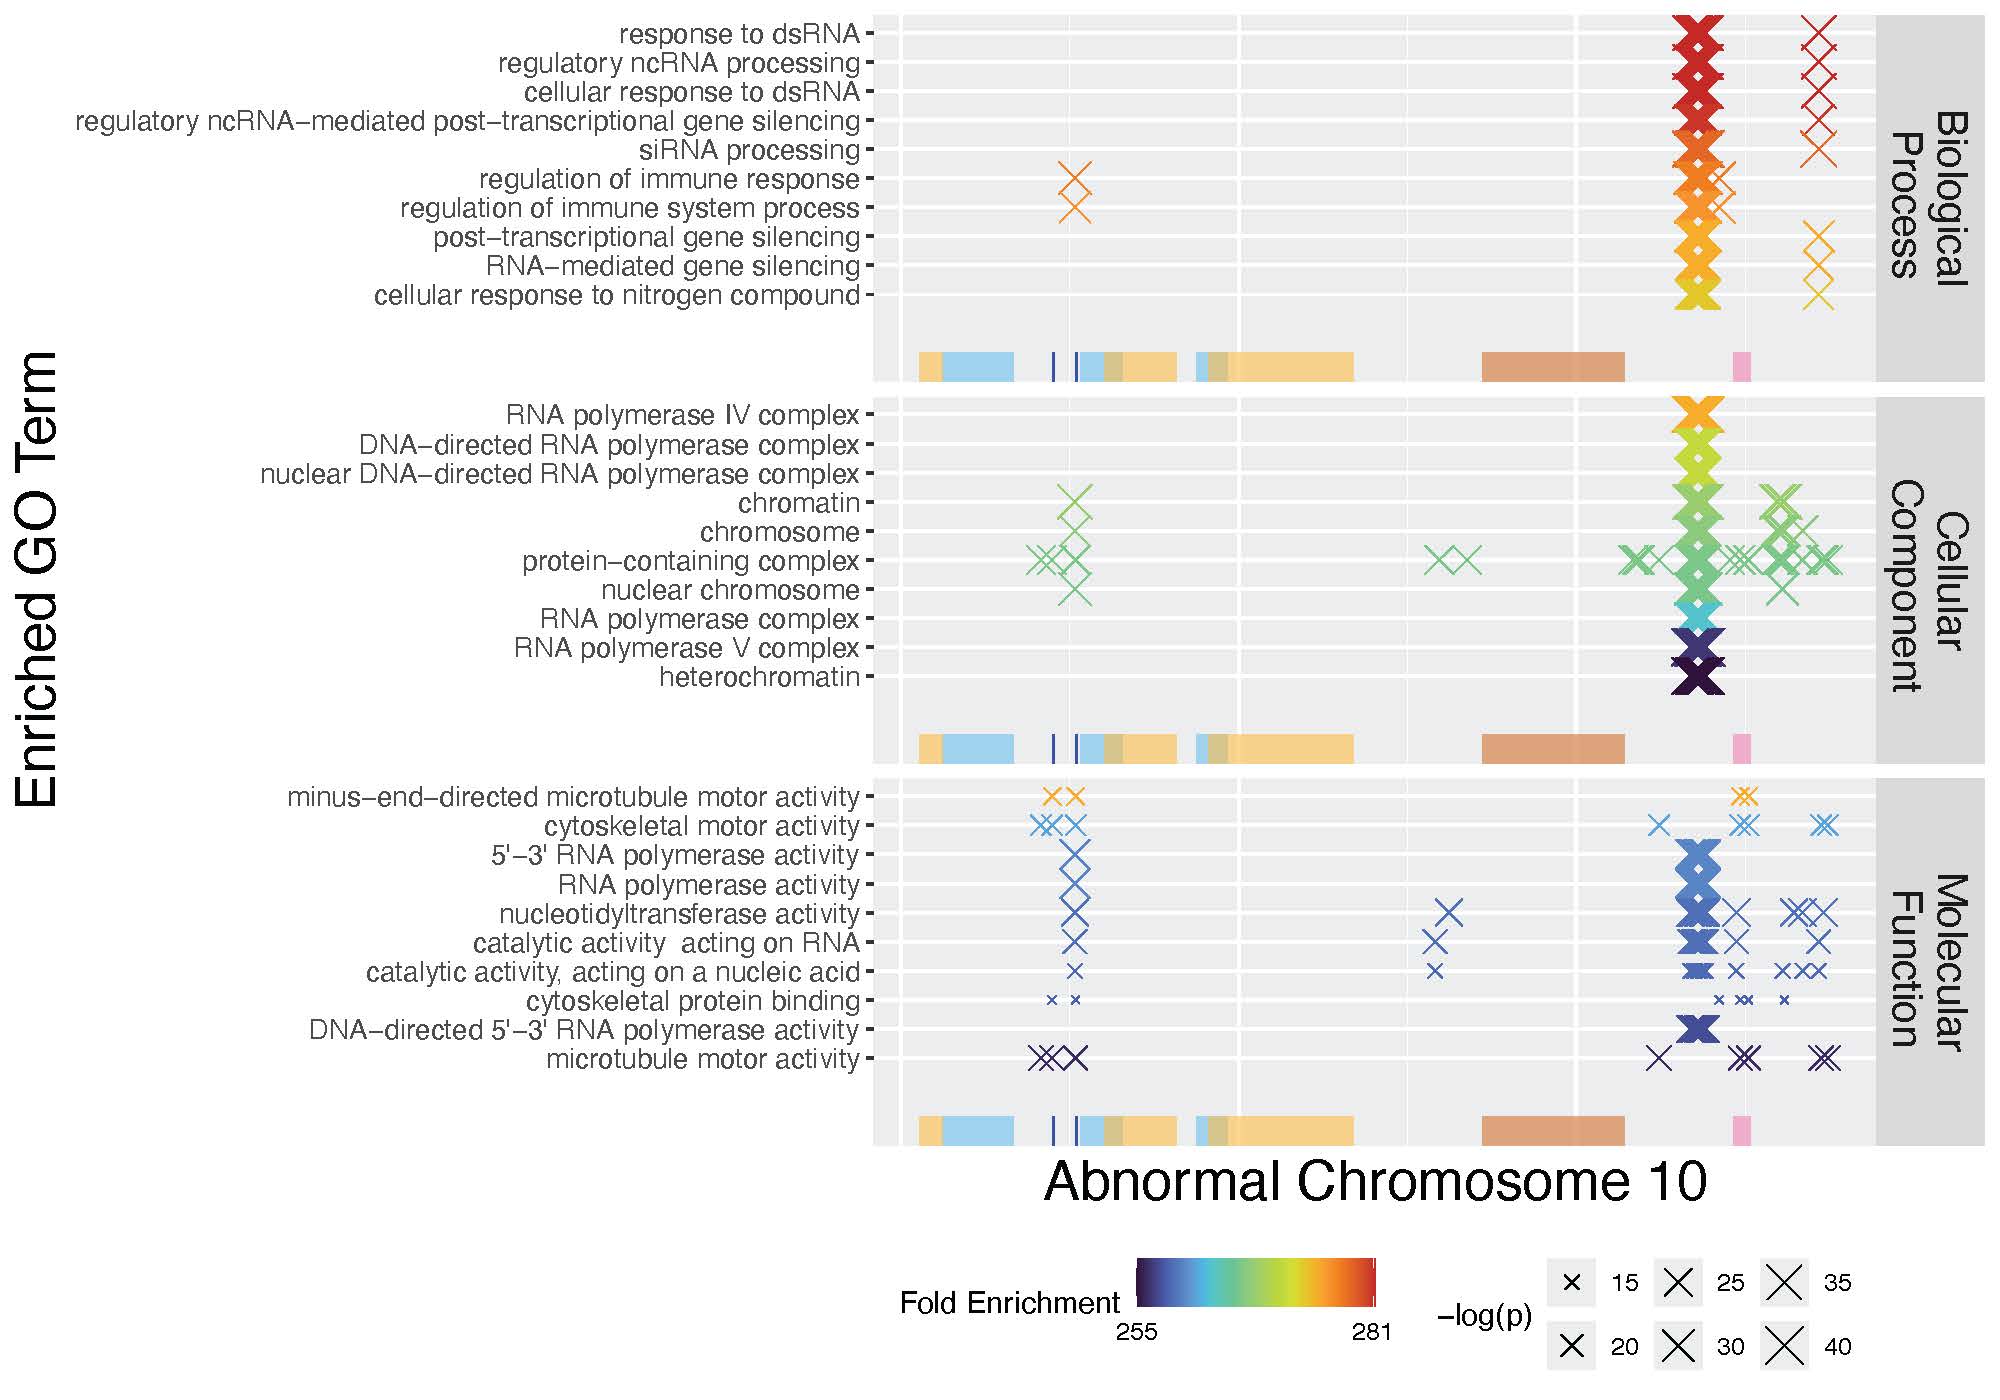 Enriched GO Term
response to dsRNA
regulatory ncRNA processing
cellular response to dsRNA
regulatory ncRNA−mediated post−transcriptional gene silencing
siRNA processing
regulation of immune response
regulation of immune system process
post−transcriptional gene silencing
RNA−mediated gene silencing
cellular response to nitrogen compound
Biological
Process
RNA polymerase IV complex
DNA−directed RNA polymerase complex
nuclear DNA−directed RNA polymerase complex
chromatin
chromosome
protein−containing complex
nuclear chromosome
RNA polymerase complex
RNA polymerase V complex
heterochromatin
Cellular
Component
minus−end−directed microtubule motor activity
cytoskeletal motor activity
5'−3' RNA polymerase activity
RNA polymerase activity
nucleotidyltransferase activity
catalytic activity  acting on RNA
catalytic activity, acting on a nucleic acid
cytoskeletal protein binding
DNA−directed 5'−3' RNA polymerase activity
microtubule motor activity
Molecular
Function
Abnormal Chromosome 10
Fold Enrichment
255 281
−log(p)
15 25 35
20 30 40